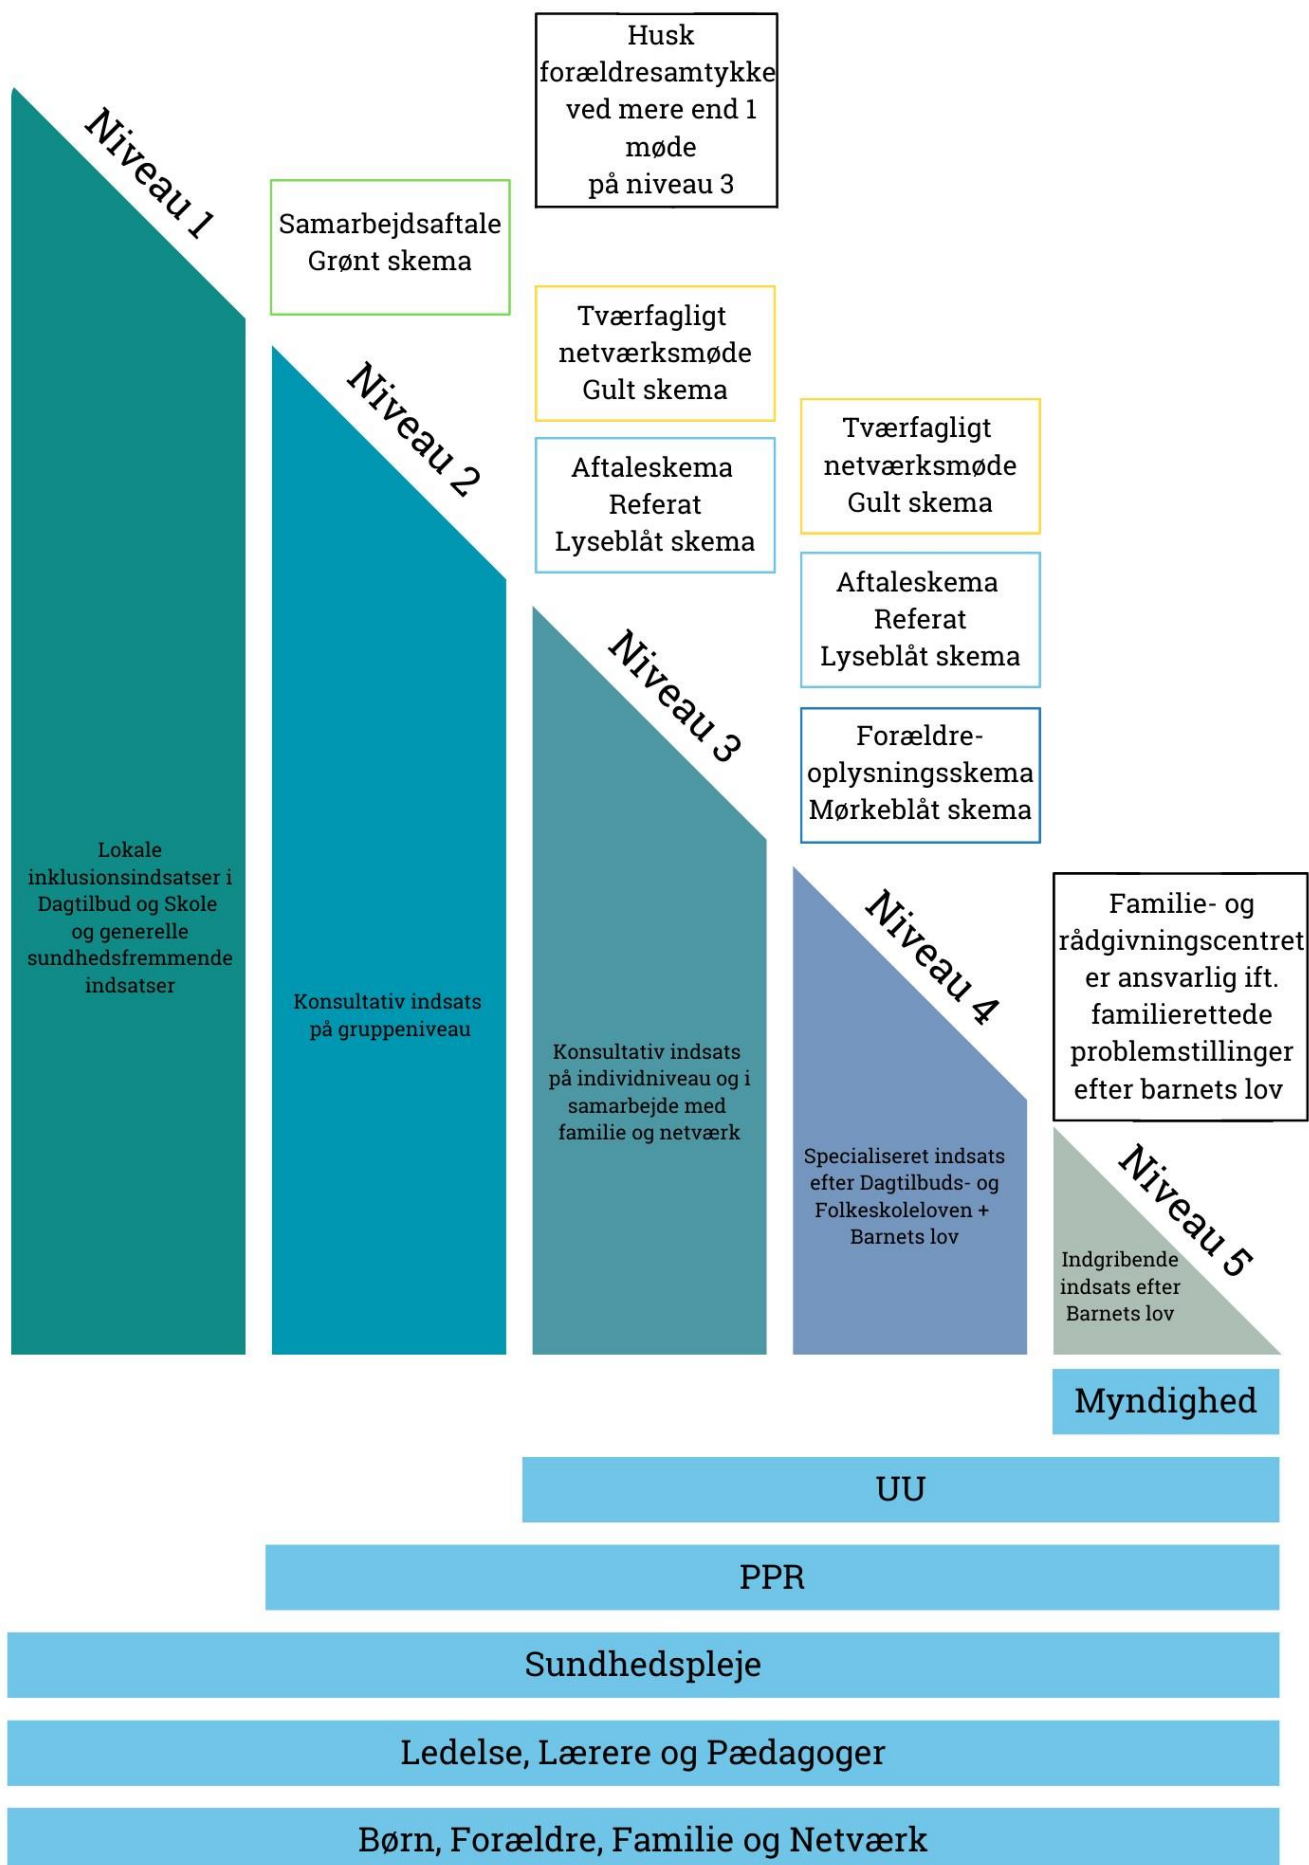 Husk
forældresamtykke
ved mere end 1
møde
på niveau 3
Niveau 1
Samarbejdsaftale
Grønt skema
Tværfagligt
netværksmøde
Gult skema
Niveau 2
Tværfagligt
netværksmøde
Gult skema
Aftaleskema
Referat
Lyseblåt skema
Aftaleskema
Referat
Lyseblåt skema
Niveau 3
Forældre-
oplysningsskema
Mørkeblåt skema
Lokale
inklusionsindsatser i
Dagtilbud og Skole
og generelle
sundhedsfremmende
indsatser
Niveau 4
Familie- og
rådgivningscentret
er ansvarlig ift.
familierettede
problemstillinger
efter barnets lov
Konsultativ indsats
på gruppeniveau
Konsultativ indsats
på individniveau og i
samarbejde med
familie og netværk
Specialiseret indsats
efter Dagtilbuds- og
Folkeskoleloven +
Barnets lov
Niveau 5
Indgribende
indsats efter
Barnets lov
Myndighed
UU
PPR
Sundhedspleje
Ledelse, Lærere og Pædagoger
Børn, Forældre, Familie og Netværk